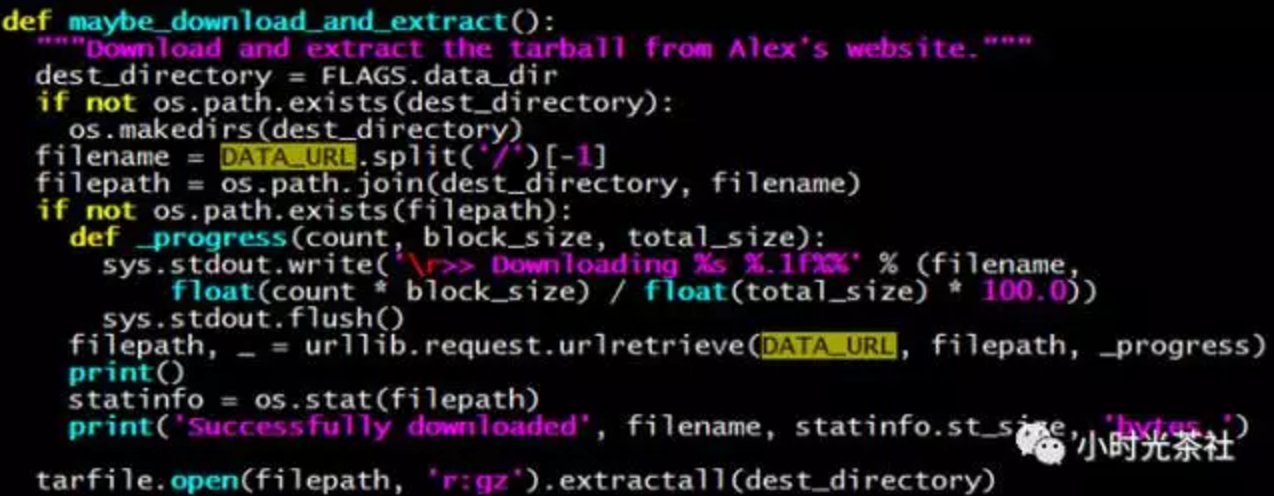 def maybe_download_and_extract():
  """Download and extract the tarball from Alex's website."""
  dest_directory = FLAGS.data_dir
  if not os.path.exists(dest_directory):
    os.makedirs(dest_directory)
  filename = DATA_URL.split('/')[-1]
  filepath = os.path.join(dest_directory, filename)
  if not os.path.exists(filepath):
    def _progress(count, block_size, total_size):
      sys.stdout.write('\r>> Downloading %s %.1f%%' % (filename,
          float(count * block_size) / float(total_size) * 100.0))
      sys.stdout.flush()
    filepath, _ = urllib.request.urlretrieve(DATA_URL, filepath, _progress)
    print()
    statinfo = os.stat(filepath)
    print('Successfully downloaded', filename, statinfo.st_size, 'bytes.')
小时光茶社
  tarfile.open(filepath, 'r:gz').extractall(dest_directory)